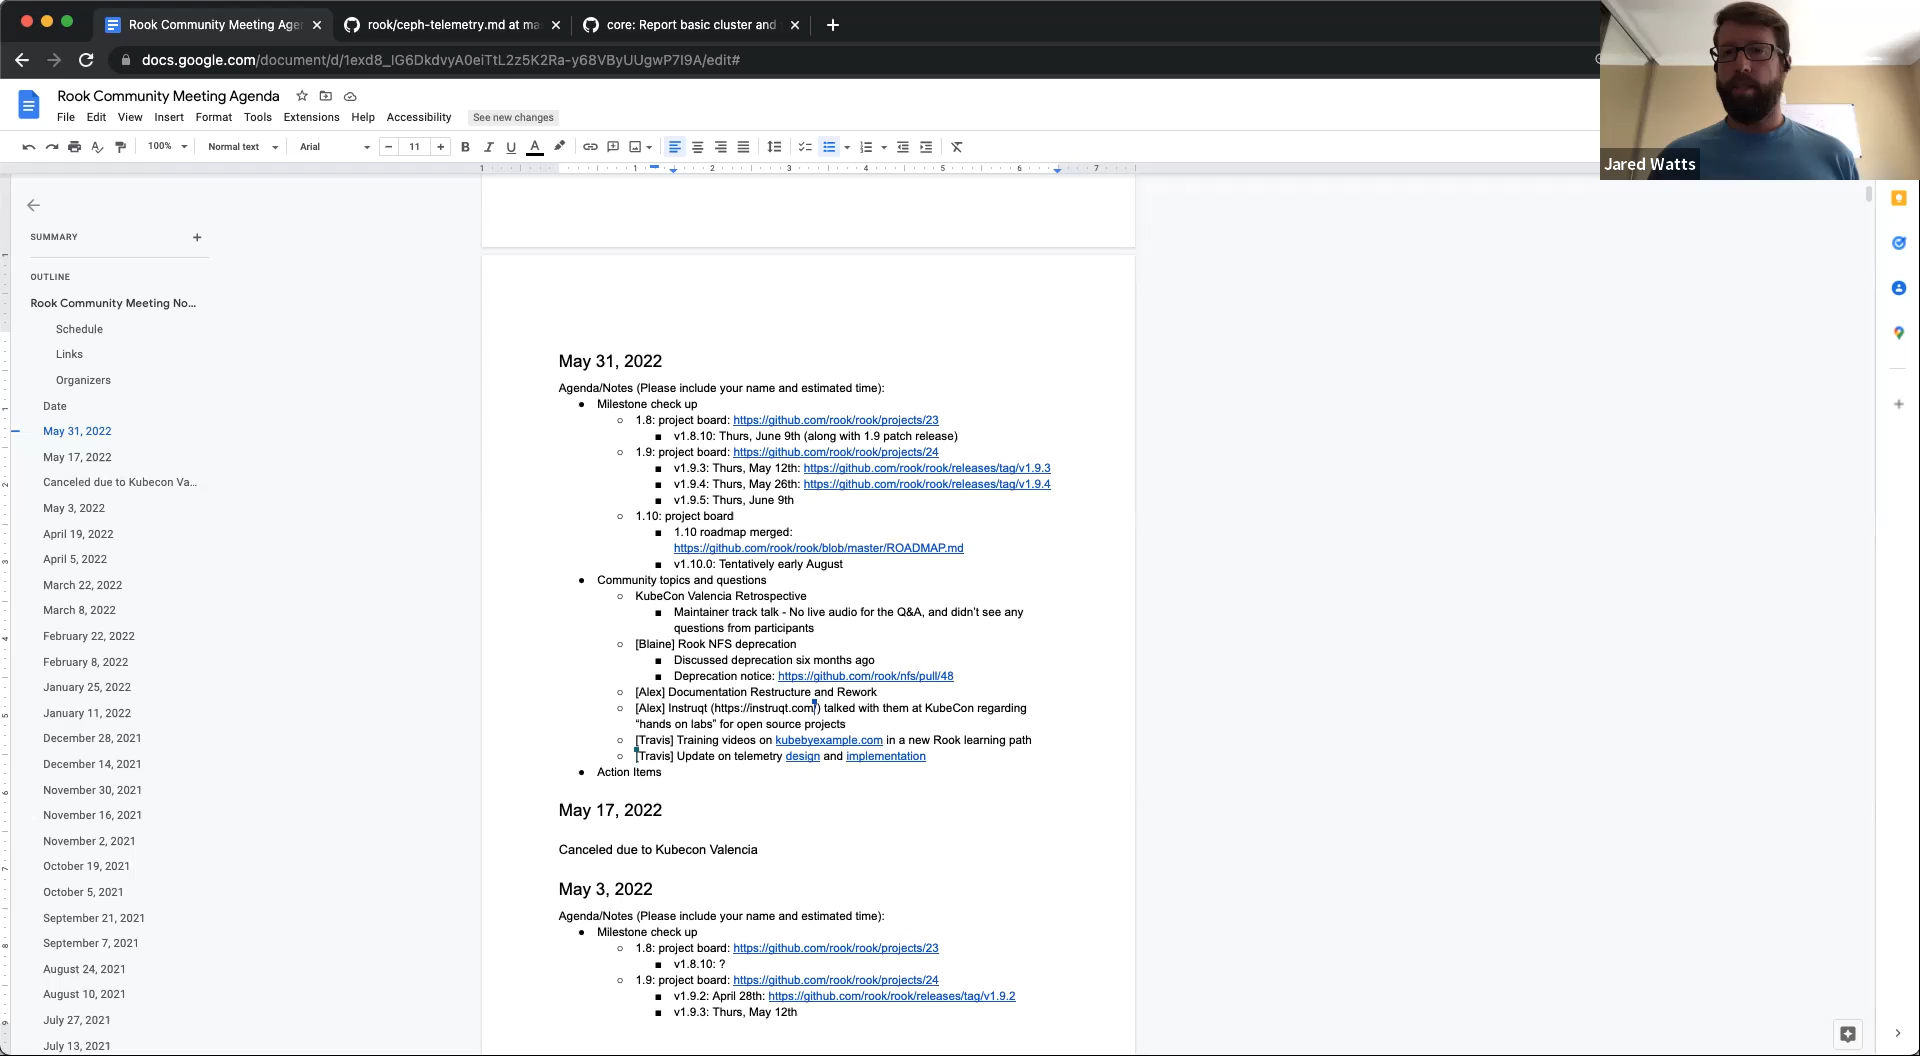 Rook Community Meeting Age
rook/ceph-telemetry.md at ma
core: Report basic cluster and
docs.google.com/document/d/1exd8_lG6DkdvyA0eiTtL2z5K2Ra-y68VByUUgwP7I9A/edit#
Rook Community Meeting Agenda
File Edit View Insert Format Tools Extensions Help Accessibility See new changes
100% Normal text Arial 11
Jared Watts
1 1 2 3 4 5 6 7
SUMMARY
OUTLINE
Rook Community Meeting No...
Schedule
Links
Organizers
Date
May 31, 2022
May 17, 2022
Canceled due to Kubecon Va...
May 3, 2022
April 19, 2022
April 5, 2022
March 22, 2022
March 8, 2022
February 22, 2022
February 8, 2022
January 25, 2022
January 11, 2022
December 28, 2021
December 14, 2021
November 30, 2021
November 16, 2021
November 2, 2021
October 19, 2021
October 5, 2021
September 21, 2021
September 7, 2021
August 24, 2021
August 10, 2021
July 27, 2021
July 13, 2021
May 31, 2022
Agenda/Notes (Please include your name and estimated time):
● Milestone check up
○ 1.8: project board: https://github.com/rook/rook/projects/23
■ v1.8.10: Thurs, June 9th (along with 1.9 patch release)
○ 1.9: project board: https://github.com/rook/rook/projects/24
■ v1.9.3: Thurs, May 12th: https://github.com/rook/rook/releases/tag/v1.9.3
■ v1.9.4: Thurs, May 26th: https://github.com/rook/rook/releases/tag/v1.9.4
■ v1.9.5: Thurs, June 9th
○ 1.10: project board
■ 1.10 roadmap merged:
https://github.com/rook/rook/blob/master/ROADMAP.md
■ v1.10.0: Tentatively early August
● Community topics and questions
○ KubeCon Valencia Retrospective
■ Maintainer track talk - No live audio for the Q&A, and didn't see any
questions from participants
○ [Blaine] Rook NFS deprecation
■ Discussed deprecation six months ago
■ Deprecation notice: https://github.com/rook/nfs/pull/48
○ [Alex] Documentation Restructure and Rework
○ [Alex] Instruqt (https://instruqt.com/) talked with them at KubeCon regarding
“hands on labs” for open source projects
○ [Travis] Training videos on kubebyexample.com in a new Rook learning path
○ [Travis] Update on telemetry design and implementation
● Action Items
May 17, 2022
Canceled due to Kubecon Valencia
May 3, 2022
Agenda/Notes (Please include your name and estimated time):
● Milestone check up
○ 1.8: project board: https://github.com/rook/rook/projects/23
■ v1.8.10: ?
○ 1.9: project board: https://github.com/rook/rook/projects/24
■ v1.9.2: April 28th: https://github.com/rook/rook/releases/tag/v1.9.2
■ v1.9.3: Thurs, May 12th